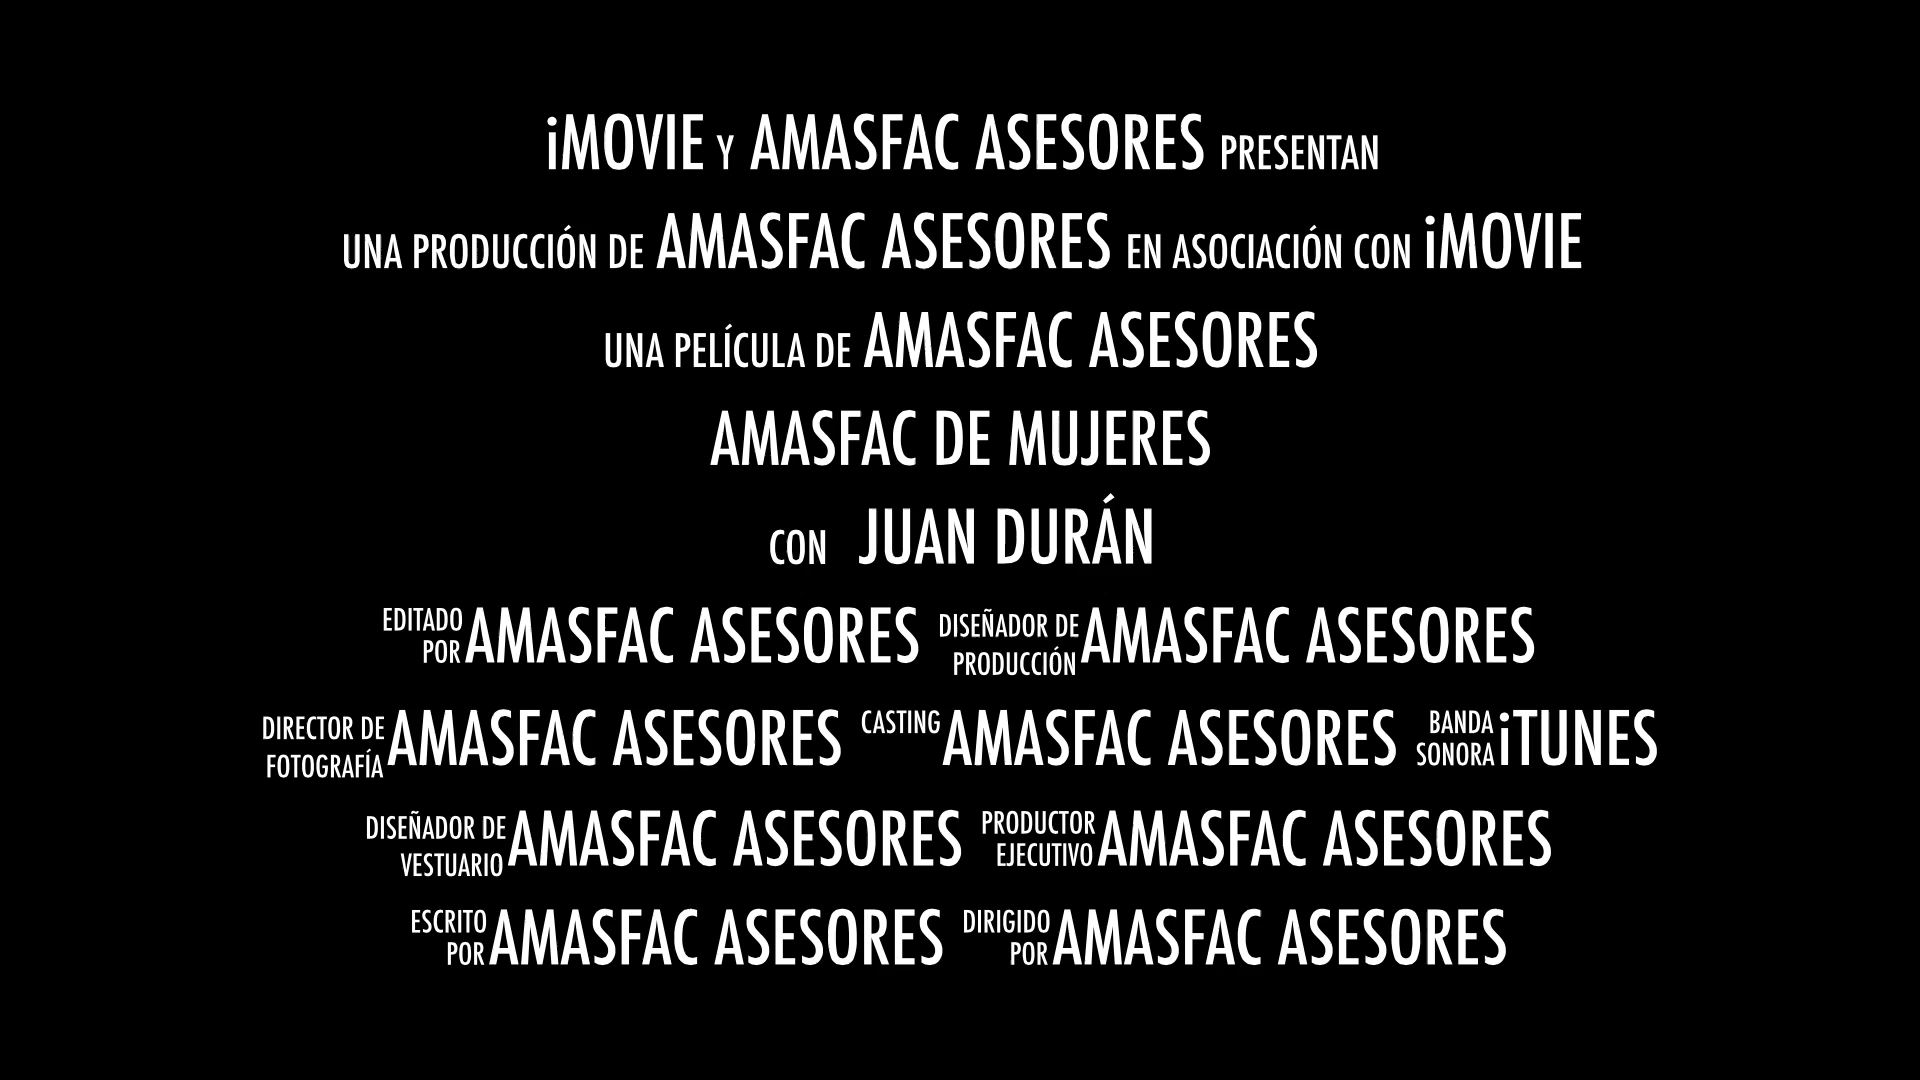 iMOVIE Y AMASFAC ASESORES PRESENTAN
UNA PRODUCCIÓN DE AMASFAC ASESORES EN ASOCIACIÓN CON iMOVIE
UNA PELÍCULA DE AMASFAC ASESORES
AMASFAC DE MUJERES
CON JUAN DURÁN
EDITADO POR AMASFAC ASESORES DISEÑADOR DE PRODUCCIÓN AMASFAC ASESORES
DIRECTOR DE FOTOGRAFÍA AMASFAC ASESORES CASTING AMASFAC ASESORES BANDA SONORA iTUNES
DISEÑADOR DE VESTUARIO AMASFAC ASESORES PRODUCTOR EJECUTIVO AMASFAC ASESORES
ESCRITO POR AMASFAC ASESORES DIRIGIDO POR AMASFAC ASESORES